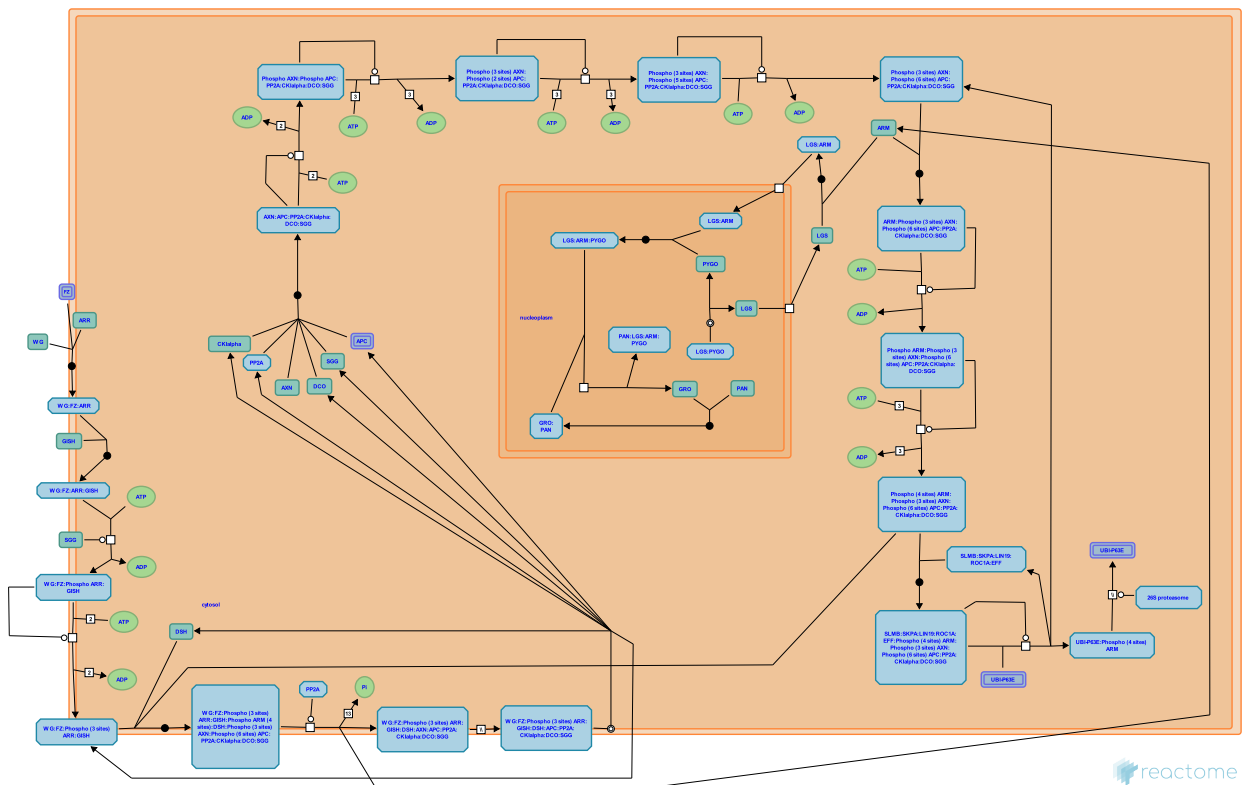 Phospho AXN:Phospho APC:
PP2A:CKIalpha:DCO:SGG
Phospho (3 sites) AXN:
Phospho (2 sites) APC:
PP2A:CKIalpha:DCO:SGG
Phospho (3 sites) AXN:
Phospho (5 sites) APC:
PP2A:CKIalpha:DCO:SGG
Phospho (3 sites) AXN:
Phospho (6 sites) APC:
PP2A:CKIalpha:DCO:SGG
3
3
3
3
ADP
ATP
ADP
ATP
ADP
ATP
ADP
2
ARM
LGS:ARM
2
ATP
AXN:APC:PP2A:CKIalpha:
DCO:SGG
LGS:ARM
ARM:Phospho (3 sites) AXN:
Phospho (6 sites) APC:PP2A:
CKIalpha:DCO:SGG
LGS
LGS:ARM:PYGO
PYGO
ATP
FZ
ARR
LGS
ADP
nucleoplasm
WG
CKIalpha
APC
PAN:LGS:ARM:
PYGO
LGS:PYGO
PP2A
SGG
Phospho ARM:Phospho (3
sites) AXN:Phospho (6
sites) APC:PP2A:CKIalpha:
DCO:SGG
AXN
DCO
GRO
PAN
ATP
3
WG:FZ:ARR
GRO:
PAN
GISH
3
ADP
WG:FZ:ARR:GISH
ATP
Phospho (4 sites) ARM:
Phospho (3 sites) AXN:
Phospho (6 sites) APC:PP2A:
CKIalpha:DCO:SGG
SGG
ADP
SLMB:SKPA:LIN19:
ROC1A:EFF
UBI-P63E
WG:FZ:Phospho ARR:
GISH
26S proteasome
cytosol
2
ATP
DSH
SLMB:SKPA:LIN19:ROC1A:
EFF:Phospho (4 sites) ARM:
Phospho (3 sites) AXN:
Phospho (6 sites) APC:PP2A:
CKIalpha:DCO:SGG
UBI-P63E:Phospho (4 sites)
ARM
2
ADP
UBI-P63E
PP2A
Pi
13
WG:FZ:Phospho (3 sites)
ARR:GISH
WG:FZ:Phospho (3 sites)
ARR:GISH:Phospho ARM (4
sites):DSH:Phospho (3 sites)
AXN:Phospho (6 sites) APC:
PP2A:CKIalpha:DCO:SGG
WG:FZ:Phospho (3 sites) ARR:
GISH:DSH:AXN:APC:PP2A:
CKIalpha:DCO:SGG
WG:FZ:Phospho (3 sites) ARR:
GISH:DSH:APC:PP2A:
CKIalpha:DCO:SGG
reactome